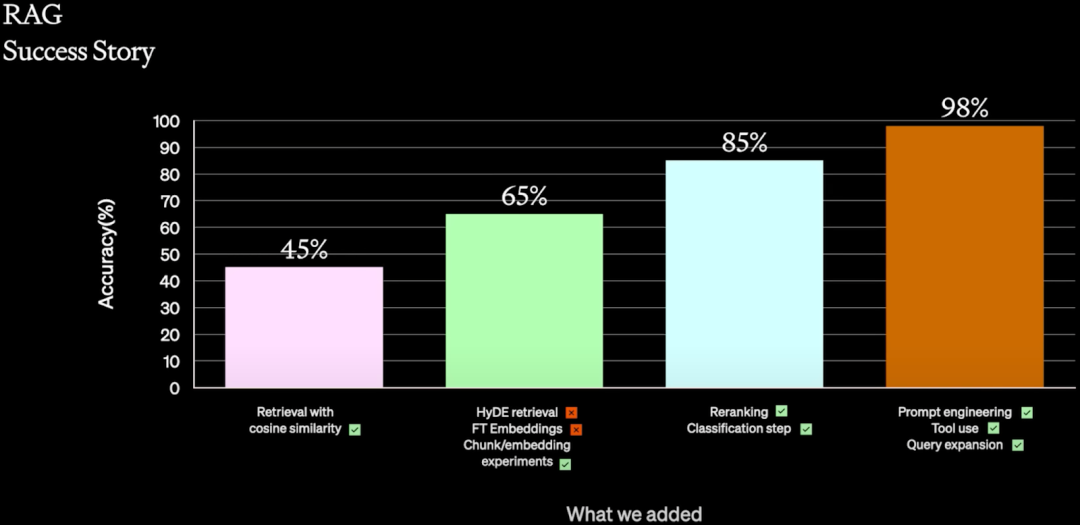 RAG
Success Story
98%
85%
65%
45%
100
90
80
70
60
50
40
30
20
10
0
Accuracy(%)
Retrieval with
cosine similarity
HyDE retrieval
FT Embeddings
Chunk/embedding
experiments
Reranking
Classification step
Prompt engineering
Tool use
Query expansion
What we added